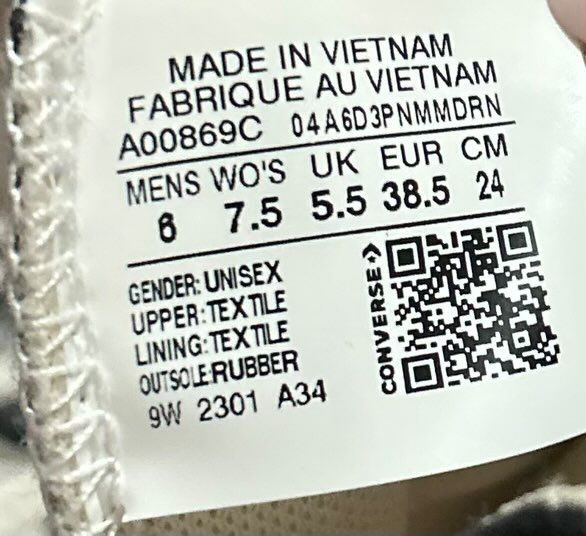 MADE IN VIETNAM
FABRIQUE AU VIETNAM
A00869C 04A6D3PNMMDRN
MENS WO'S UK EUR CM
6 7.5 5.5 38.5 24
GENDER: UNISEX
UPPER:TEXTILE
LINING:TEXTILE
OUTSOLE:RUBBER
9W 2301 A34
CONVERSE